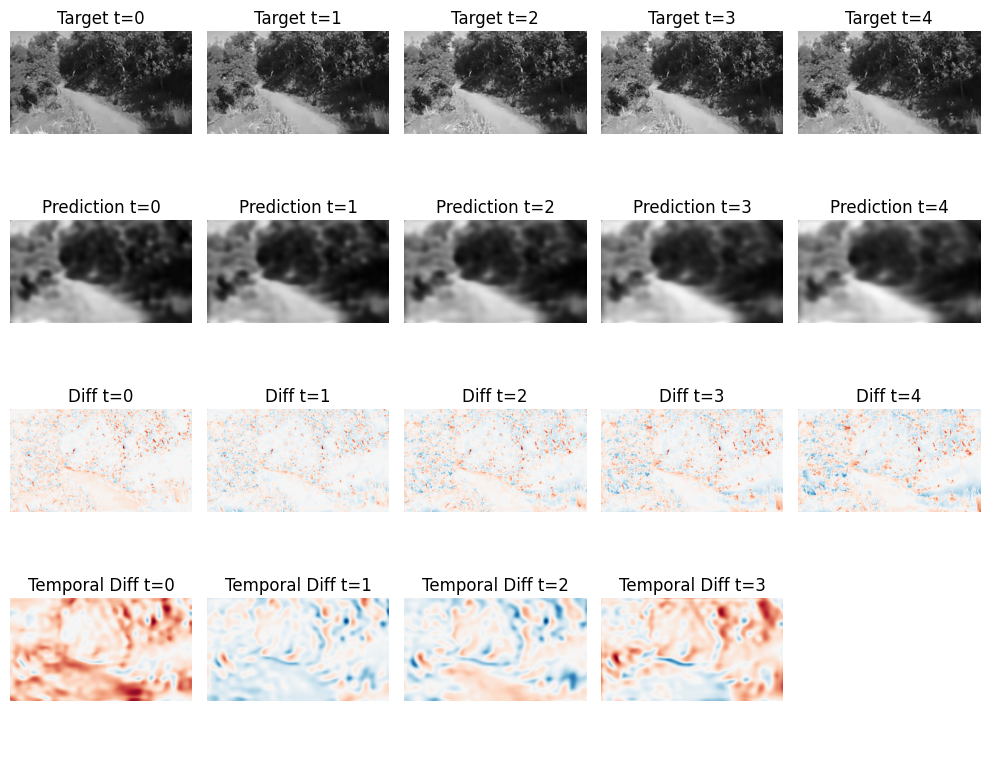 Target t=0
Target t=1
Target t=2
Target t=3
Target t=4
Prediction t=0
Prediction t=1
Prediction t=2
Prediction t=3
Prediction t=4
Diff t=0
Diff t=1
Diff t=2
Diff t=3
Diff t=4
Temporal Diff t=0
Temporal Diff t=1
Temporal Diff t=2
Temporal Diff t=3